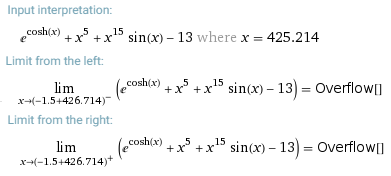 Input interpretation:
e^cosh(x) + x^5 + x^15 sin(x) − 13 where x = 425.214
Limit from the left:
lim x→(−1.5+426.714)^− (e^cosh(x) + x^5 + x^15 sin(x) − 13) = Overflow[]
Limit from the right:
lim x→(−1.5+426.714)^+ (e^cosh(x) + x^5 + x^15 sin(x) − 13) = Overflow[]